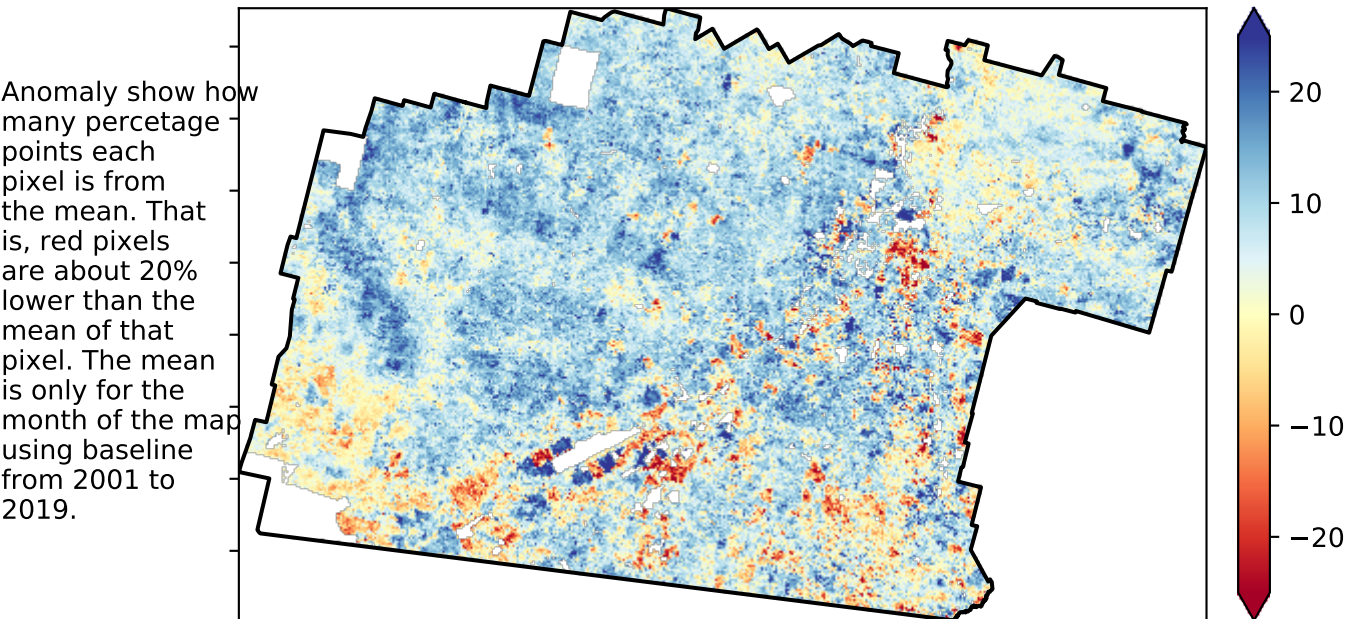 Anomaly show how
many percetage
points each
pixel is from
the mean. That
is, red pixels
are about 20%
lower than the
mean of that
pixel. The mean
is only for the
month of the map
using baseline
from 2001 to
2019.
20
10
0
−10
−20